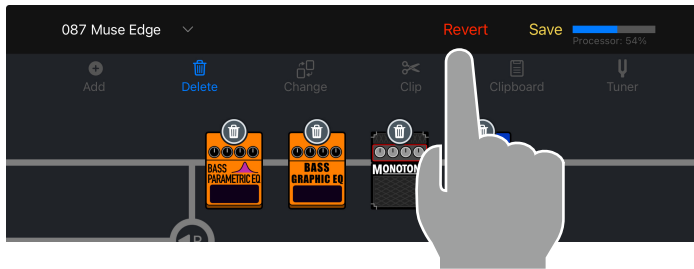 087 Muse Edge
Revert
Save
Processor: 54%
Add
Delete
Change
Clip
Clipboard
Tuner
BASS
PARAMETRIC EQ
BASS
GRAPHIC EQ